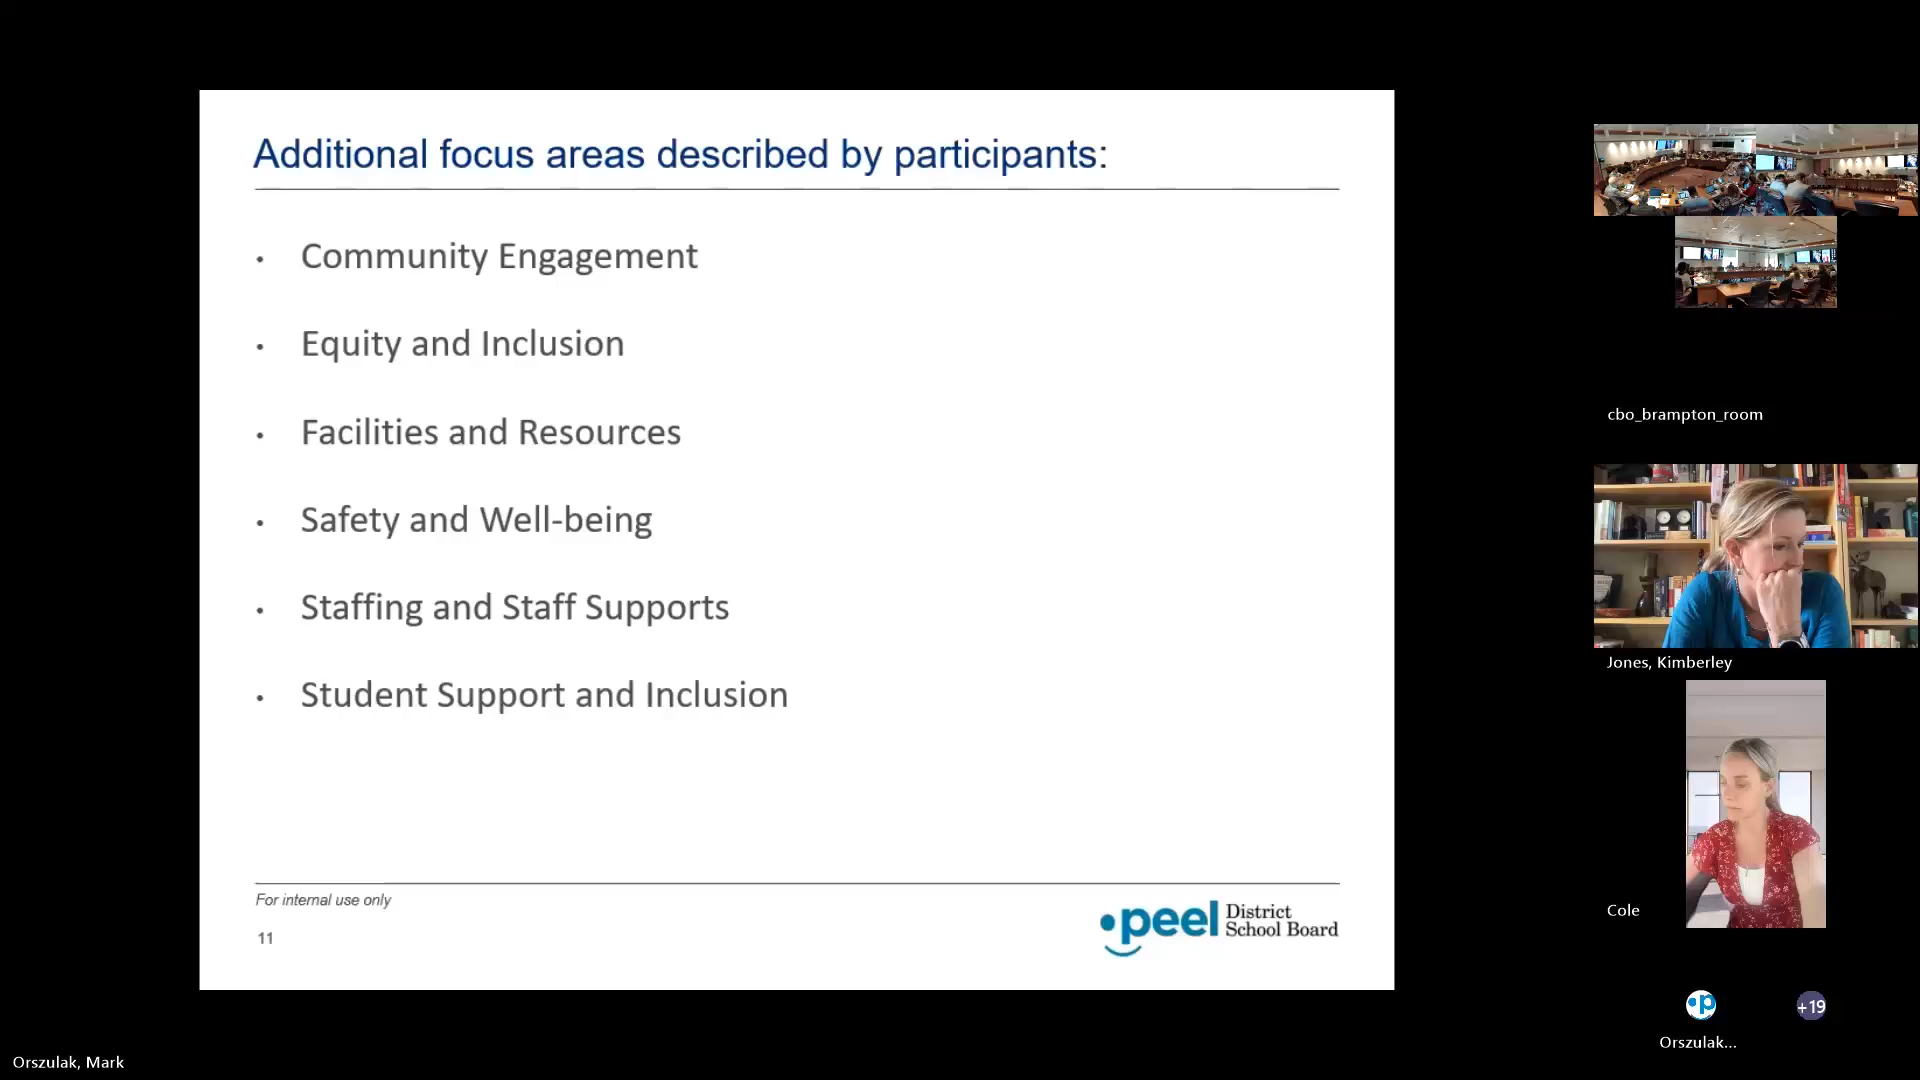 Additional focus areas described by participants:
• Community Engagement
• Equity and Inclusion
• Facilities and Resources
• Safety and Well-being
• Staffing and Staff Supports
• Student Support and Inclusion
For internal use only
11
peel District
School Board
cbo_brampton_room
Jones, Kimberley
Cole
p
+19
Orszulak...
Orszulak, Mark